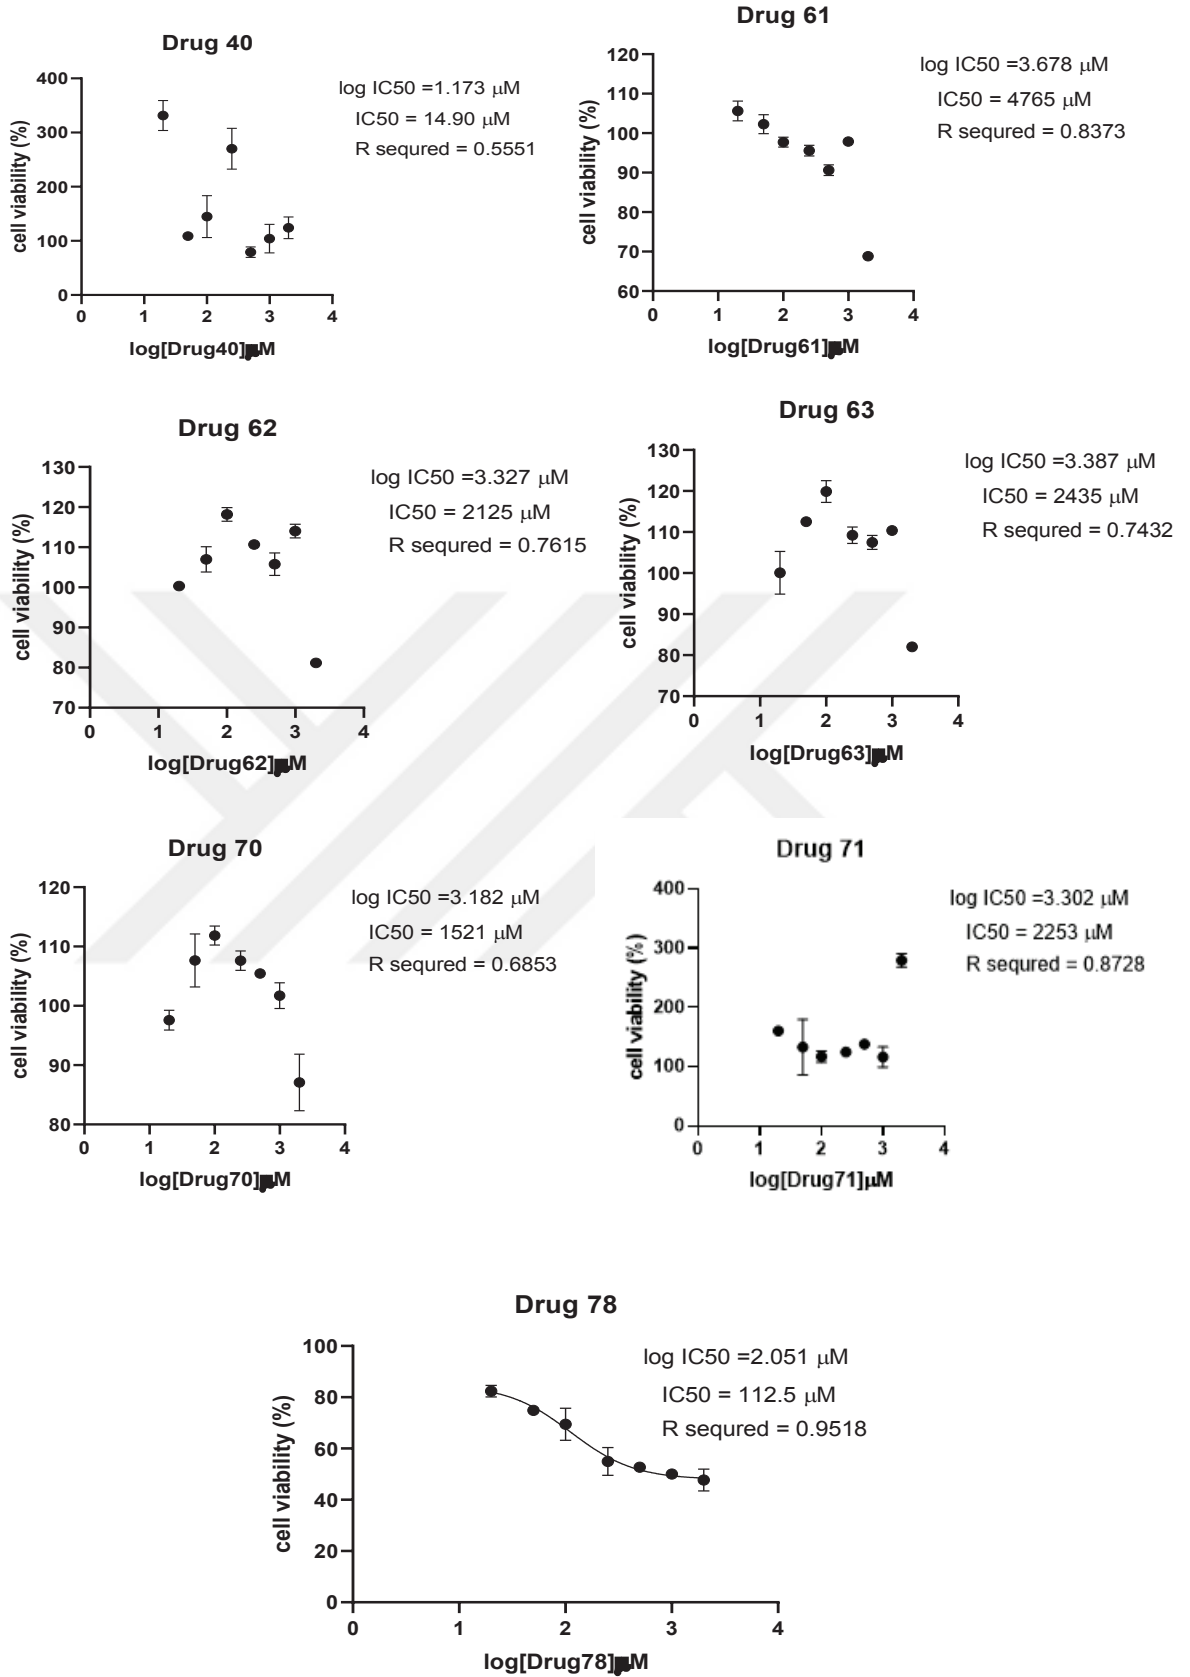 Drug 40
log IC50 =1.173 μM
IC50 = 14.90 μM
R sequred = 0.5551
cell viability (%)
400
300
200
100
0
0 1 2 3 4
log[Drug40]μM
Drug 61
log IC50 =3.678 μM
IC50 = 4765 μM
R sequred = 0.8373
cell viability (%)
120
110
100
90
80
70
60
0 1 2 3 4
log[Drug61]μM
Drug 62
log IC50 =3.327 μM
IC50 = 2125 μM
R sequred = 0.7615
cell viability (%)
130
120
110
100
90
80
70
0 1 2 3 4
log[Drug62]μM
Drug 63
log IC50 =3.387 μM
IC50 = 2435 μM
R sequred = 0.7432
cell viability (%)
130
120
110
100
90
80
70
0 1 2 3 4
log[Drug63]μM
Drug 70
log IC50 =3.182 μM
IC50 = 1521 μM
R sequred = 0.6853
cell viability (%)
120
110
100
90
80
0 1 2 3 4
log[Drug70]μM
Drug 71
log IC50 =3.302 μM
IC50 = 2253 μM
R sequred = 0.8728
cell viability (%)
400
300
200
100
0
0 1 2 3 4
log[Drug71]μM
Drug 78
log IC50 =2.051 μM
IC50 = 112.5 μM
R sequred = 0.9518
cell viability (%)
100
80
60
40
20
0
0 1 2 3 4
log[Drug78]μM